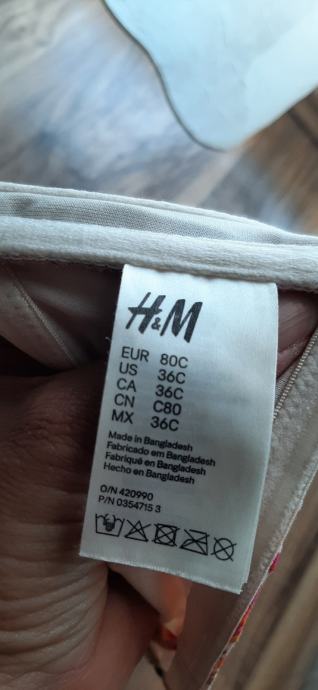 H&M
EUR 80C
US 36C
CA 36C
CN C80
MX 36C
Made in Bangladesh
Fabricado em Bangladesh
Fabriqué en Bangladesh
Hecho en Bangladesh
O/N 420990
P/N 0354715 3